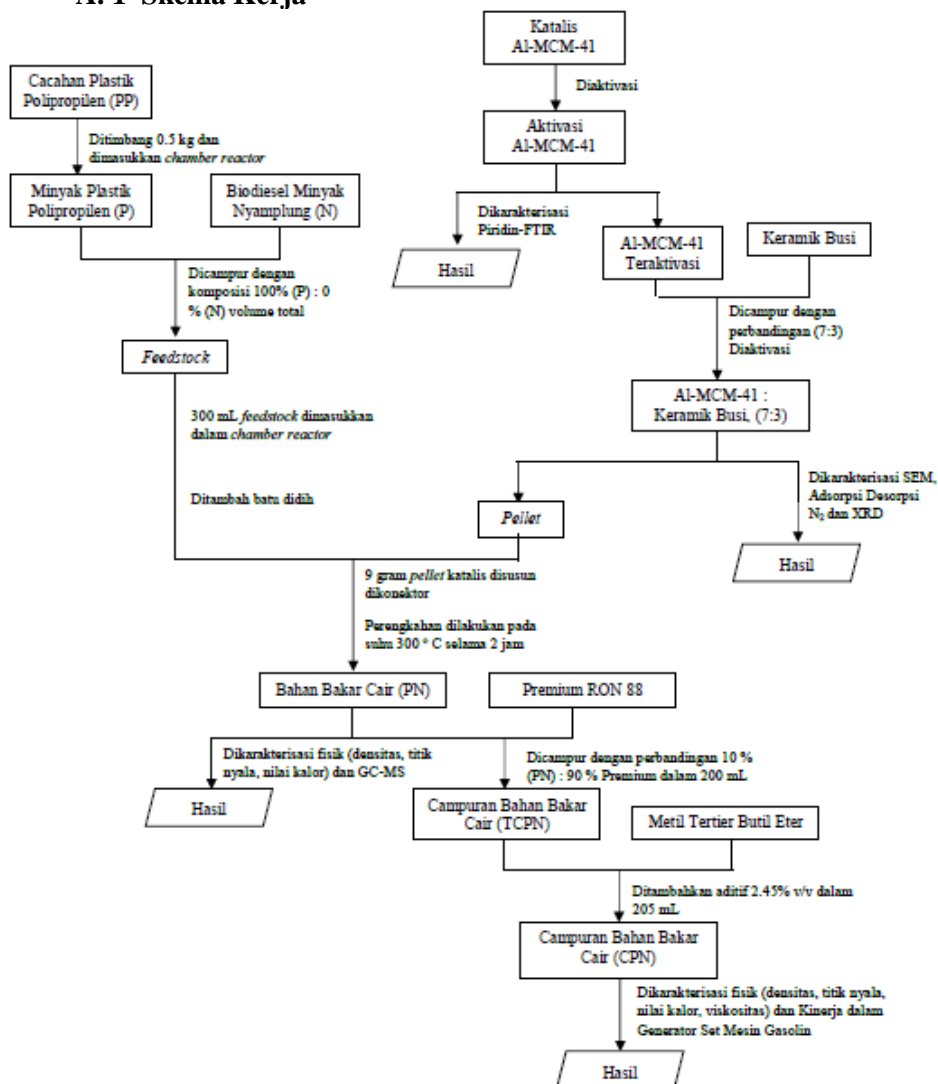 A. 1 Skema Kerja
Katalis
Al-MCM-41
Diaktivasi
Aktivasi
Al-MCM-41
Cacahan Plastik
Polipropilen (PP)
Ditimbang 0.5 kg dan
dimasukkan chamber reactor
Minyak Plastik
Polipropilen (P)
Biodiesel Minyak
Nyamplung (N)
Dikarakterisasi
Piridin-FTIR
Hasil
Al-MCM-41
Teraktivasi
Keramik Busi
Dicampur dengan
komposisi 100% (P) : 0
% (N) volume total
Feedstock
Dicampur dengan
perbandingan (7:3)
Diaktivasi
Al-MCM-41 :
Keramik Busi, (7:3)
300 mL feedstock dimasukkan
dalam chamber reactor
Ditambah batu didih
Pellet
Dikarakterisasi SEM,
Adsorpsi Desorpsi
N₂ dan XRD
Hasil
9 gram pellet katalis disusun
dikonektor
Perengkahan dilakukan pada
suhu 300 ° C selama 2 jam
Bahan Bakar Cair (PN)
Premium RON 88
Dikarakterisasi fisik (densitas, titik
nyala, nilai kalor) dan GC-MS
Hasil
Dicampur dengan perbandingan 10 %
(PN) : 90 % Premium dalam 200 mL
Campuran Bahan Bakar
Cair (TCPN)
Metil Tertier Butil Eter
Ditambahkan aditif 2.45% v/v dalam
205 mL
Campuran Bahan Bakar
Cair (CPN)
Dikarakterisasi fisik (densitas, titik nyala,
nilai kalor, viskositas) dan Kinerja dalam
Generator Set Mesin Gasolin
Hasil